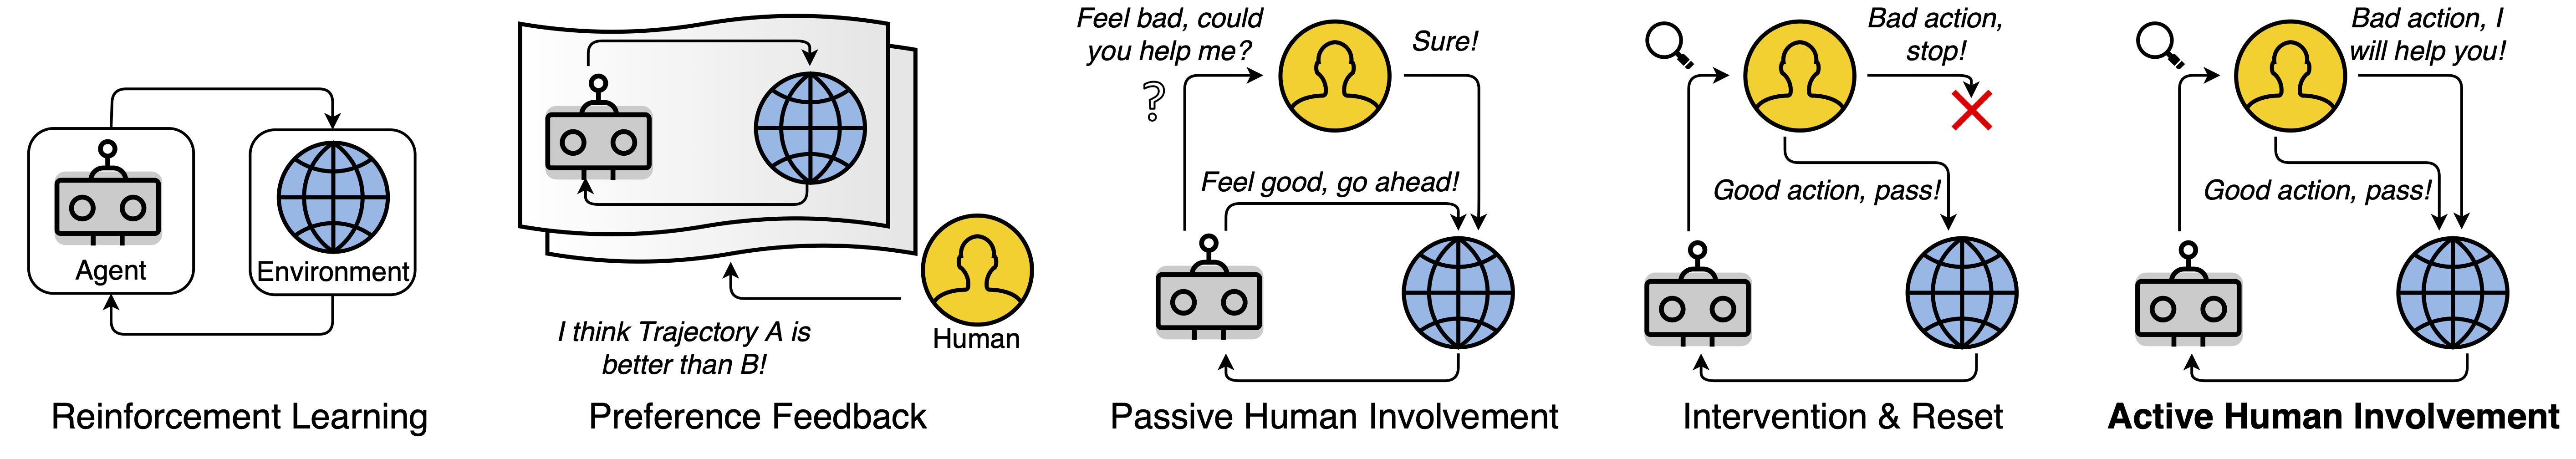 Agent
Environment
Reinforcement Learning
I think Trajectory A is
better than B!
Human
Preference Feedback
Feel bad, could
you help me?
?
Sure!
Feel good, go ahead!
Passive Human Involvement
Bad action,
stop!
Good action, pass!
Intervention & Reset
Bad action, I
will help you!
Good action, pass!
Active Human Involvement